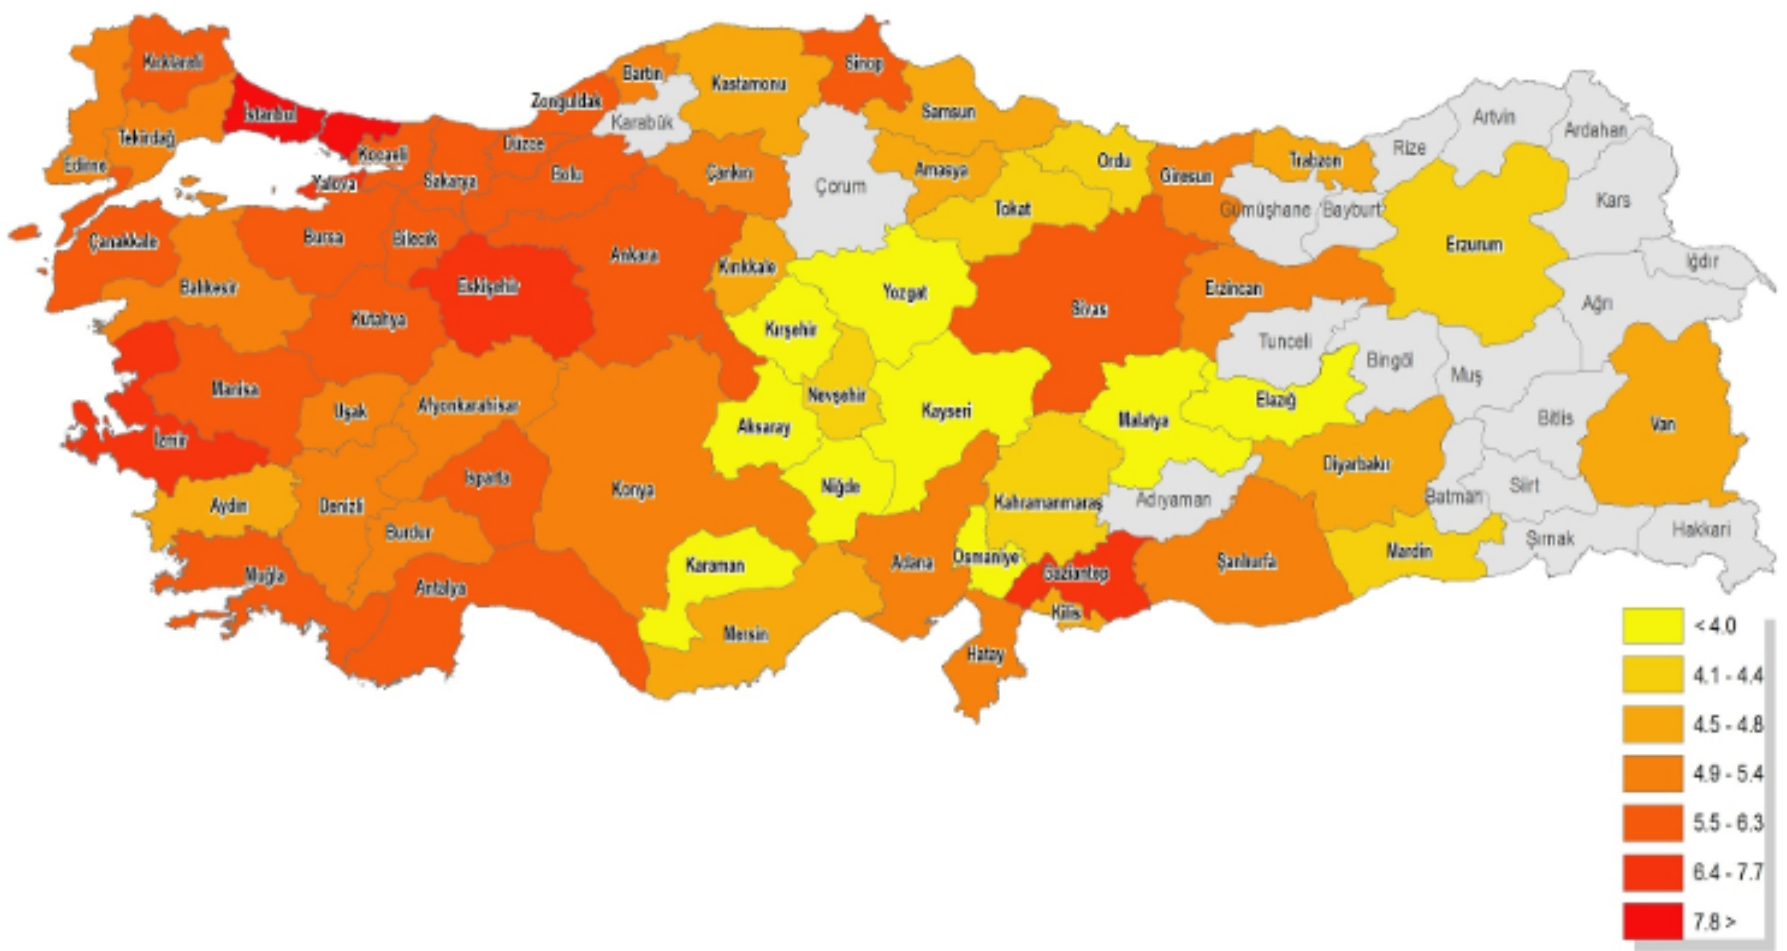 Kırklareli
Edirne
Tekirdağ
İstanbul
Kocaeli
Yalova
Sakarya
Düzce
Bolu
Zonguldak
Bartın
Karabük
Kastamonu
Sinop
Samsun
Çankırı
Çorum
Amasya
Tokat
Ordu
Giresun
Trabzon
Gümüşhane
Bayburt
Rize
Artvin
Ardahan
Kars
Iğdır
Ağrı
Erzurum
Erzincan
Sivas
Yozgat
Kırıkkale
Ankara
Eskişehir
Bilecik
Bursa
Çanakkale
Balıkesir
Kütahya
Manisa
İzmir
Uşak
Afyonkarahisar
Aydın
Denizli
Burdur
Isparta
Muğla
Antalya
Konya
Karaman
Mersin
Aksaray
Kırşehir
Nevşehir
Niğde
Kayseri
Malatya
Elazığ
Tunceli
Bingöl
Muş
Bitlis
Van
Hakkari
Şırnak
Siirt
Batman
Diyarbakır
Mardin
Şanlıurfa
Adıyaman
Kahramanmaraş
Osmaniye
Adana
Gaziantep
Kilis
Hatay
< 4.0
4.1 - 4.4
4.5 - 4.8
4.9 - 5.4
5.5 - 6.3
6.4 - 7.7
7.8 >